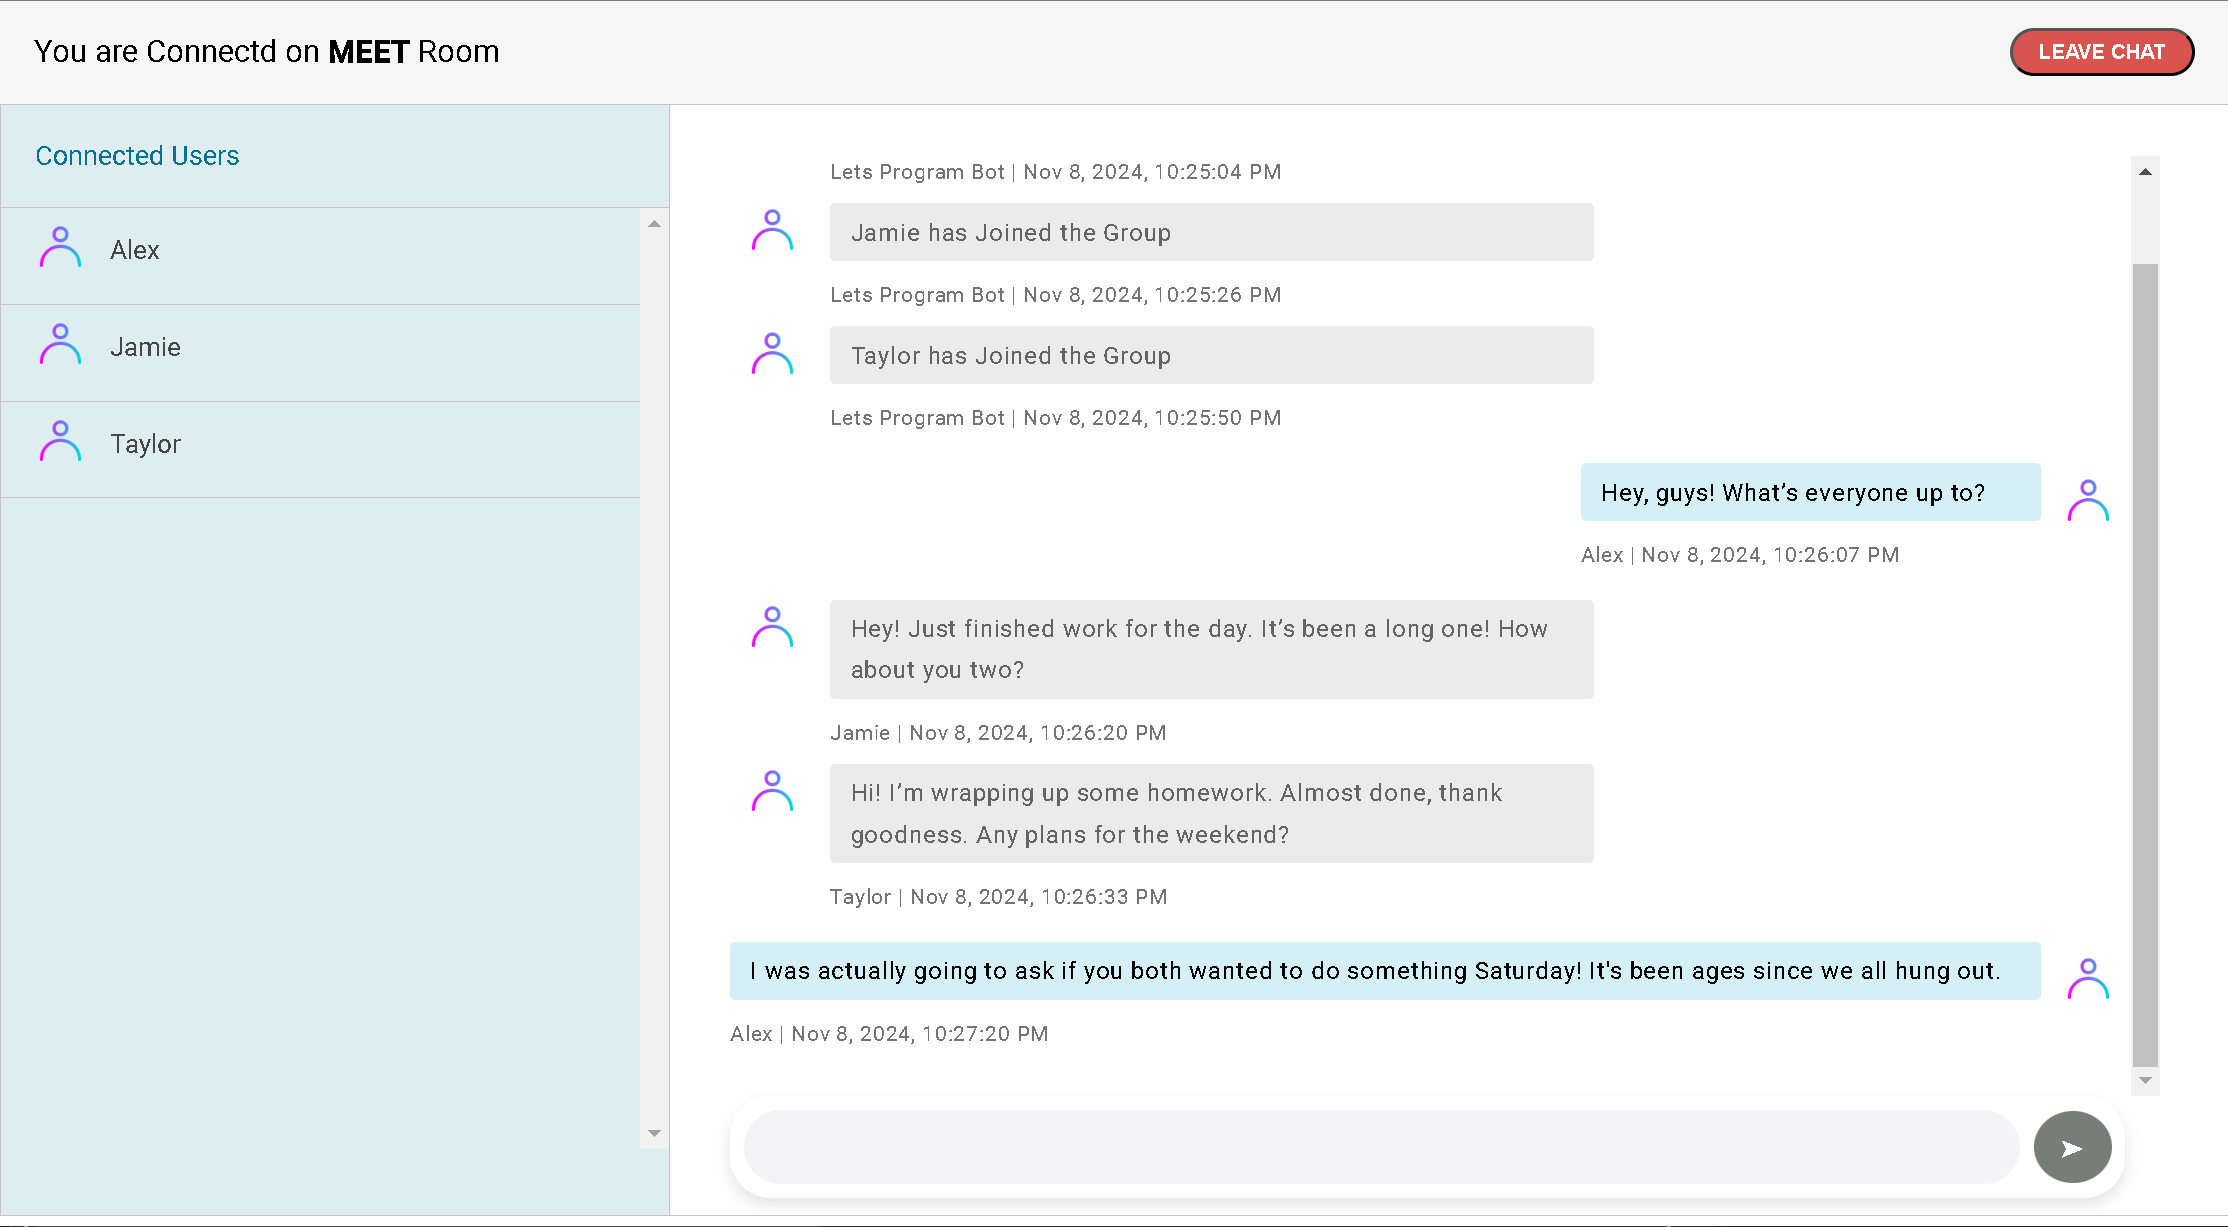 You are Connectd on MEET Room
LEAVE CHAT
Connected Users
Alex
Jamie
Taylor
Lets Program Bot | Nov 8, 2024, 10:25:04 PM
Jamie has Joined the Group
Lets Program Bot | Nov 8, 2024, 10:25:26 PM
Taylor has Joined the Group
Lets Program Bot | Nov 8, 2024, 10:25:50 PM
Hey, guys! What’s everyone up to?
Alex | Nov 8, 2024, 10:26:07 PM
Hey! Just finished work for the day. It’s been a long one! How
about you two?
Jamie | Nov 8, 2024, 10:26:20 PM
Hi! I’m wrapping up some homework. Almost done, thank
goodness. Any plans for the weekend?
Taylor | Nov 8, 2024, 10:26:33 PM
I was actually going to ask if you both wanted to do something Saturday! It's been ages since we all hung out.
Alex | Nov 8, 2024, 10:27:20 PM